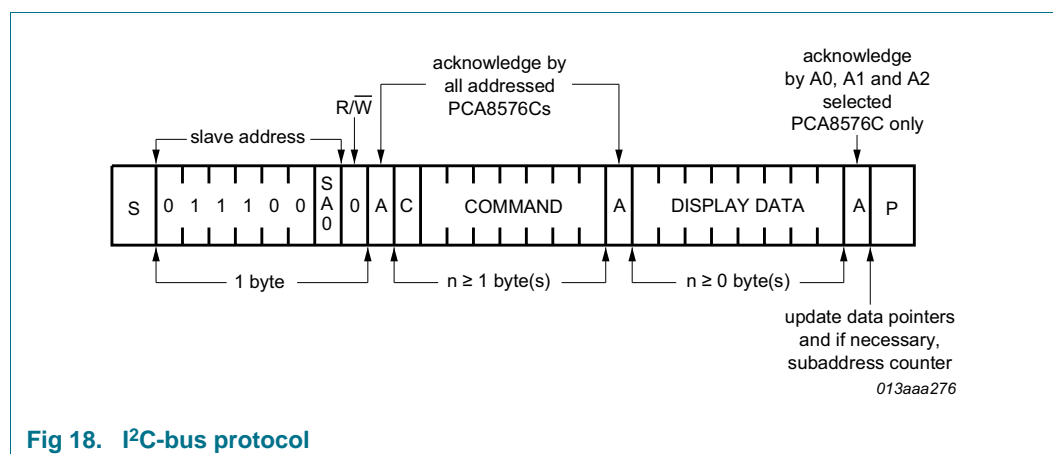 acknowledge by
all addressed
PCA8576Cs
acknowledge
by A0, A1 and A2
selected
PCA8576C only
R/W̅
slave address
S 0 1 1 1 0 0 SA0 0 A C COMMAND A DISPLAY DATA A P
1 byte
n ≥ 1 byte(s)
n ≥ 0 byte(s)
update data pointers
and if necessary,
subaddress counter
013aaa276
Fig 18. I²C-bus protocol